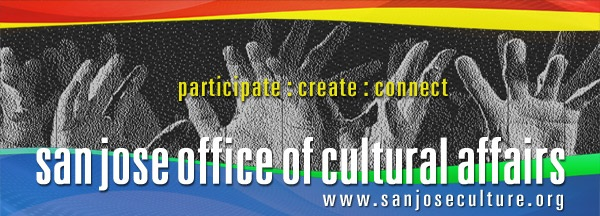 participate : create : connect
san jose office of cultural affairs
www.sanjoseculture.org